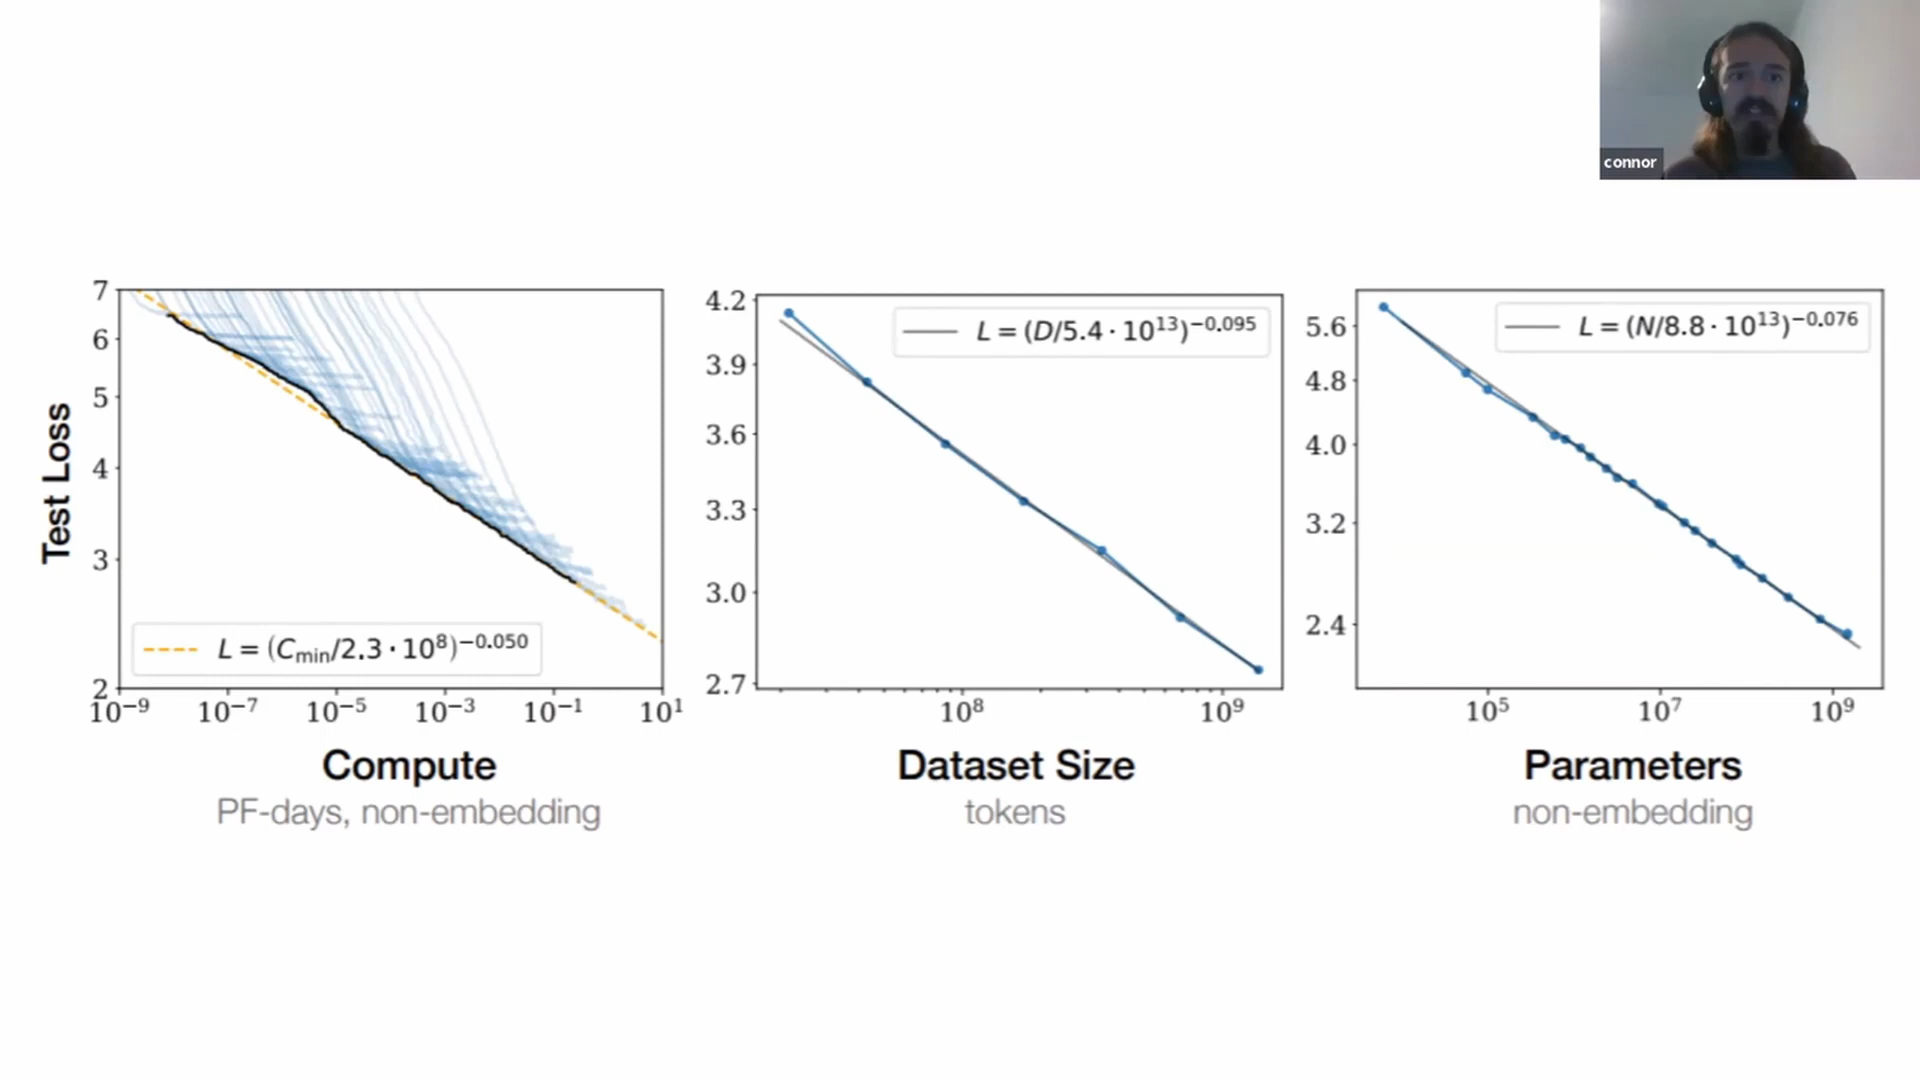 connor
Test Loss
7
6
5
4
3
2
L = (C_min/2.3 · 10⁸)^−0.050
10⁻⁹ 10⁻⁷ 10⁻⁵ 10⁻³ 10⁻¹ 10¹
Compute
PF-days, non-embedding
4.2
3.9
3.6
3.3
3.0
2.7
L = (D/5.4 · 10¹³)^−0.095
10⁸ 10⁹
Dataset Size
tokens
5.6
4.8
4.0
3.2
2.4
L = (N/8.8 · 10¹³)^−0.076
10⁵ 10⁷ 10⁹
Parameters
non-embedding